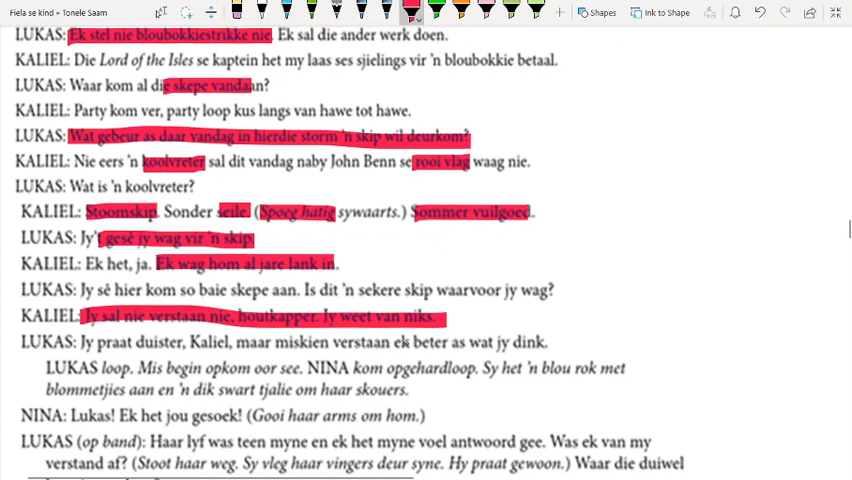 Fiela se kind » Tonele Saam
Shapes
Ink to Shape
LUKAS: Ek stel nie bloubokkiestrikke nie. Ek sal die ander werk doen.
KALIEL: Die Lord of the Isles se kaptein het my laas ses sjielings vir 'n bloubokkie betaal.
LUKAS: Waar kom al die skepe vandaan?
KALIEL: Party kom ver, party loop kus langs van hawe tot hawe.
LUKAS: Wat gebeur as daar vandag in hierdie storm 'n skip wil deurkom?
KALIEL: Nie eers 'n koolvreter sal dit vandag naby John Benn se rooi vlag waag nie.
LUKAS: Wat is 'n koolvreter?
KALIEL: Stoomskip. Sonder seile. (Spoeg hatig sywaarts.) Sommer vuilgoed.
LUKAS: Jy't gesê jy wag vir 'n skip.
KALIEL: Ek het, ja. Ek wag hom al jare lank in.
LUKAS: Jy sê hier kom so baie skepe aan. Is dit 'n sekere skip waarvoor jy wag?
KALIEL: Jy sal nie verstaan nie, houtkapper. Jy weet van niks.
LUKAS: Jy praat duister, Kaliel, maar miskien verstaan ek beter as wat jy dink.
LUKAS loop. Mis begin opkom oor see. NINA kom opgehardloop. Sy het 'n blou rok met
blommetjies aan en 'n dik swart tjalie om haar skouers.
NINA: Lukas! Ek het jou gesoek! (Gooi haar arms om hom.)
LUKAS (op band): Haar lyf was teen myne en ek het myne voel antwoord gee. Was ek van my
verstand af? (Stoot haar weg. Sy vleg haar vingers deur syne. Hy praat gewoon.) Waar die duiwel